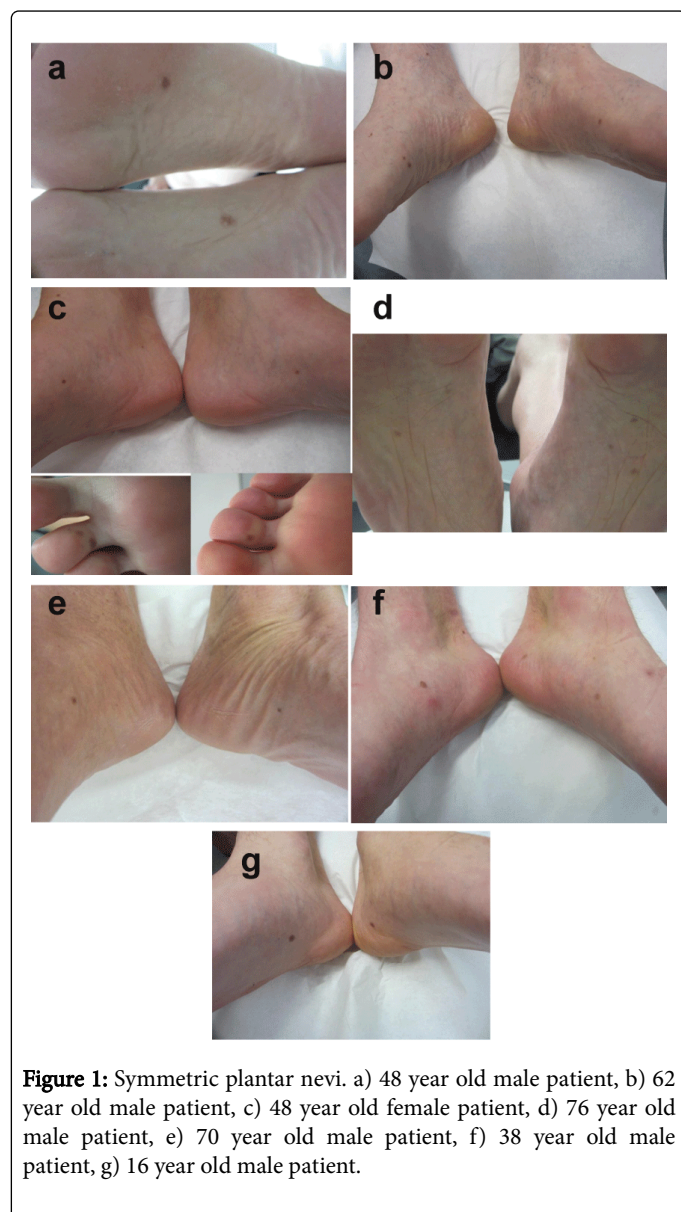 a
b
c
d
e
f
g
Figure 1: Symmetric plantar nevi. a) 48 year old male patient, b) 62
year old male patient, c) 48 year old female patient, d) 76 year old
male patient, e) 70 year old male patient, f) 38 year old male
patient, g) 16 year old male patient.